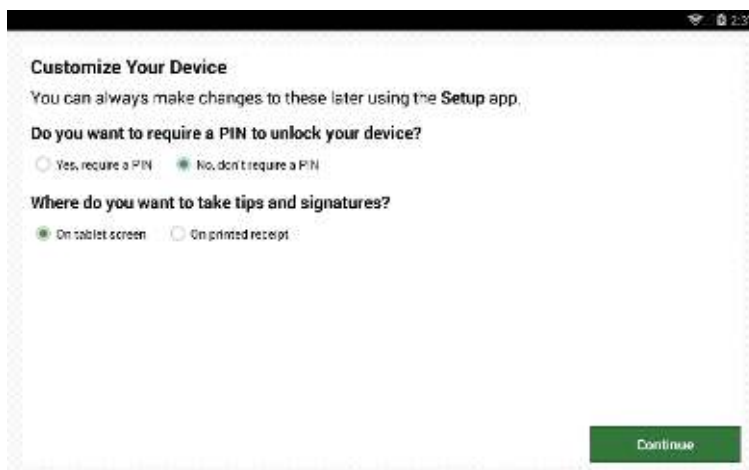 2:3
Customize Your Device
You can always make changes to these later using the Setup app.
Do you want to require a PIN to unlock your device?
Yes, require a PIN No, don't require a PIN
Where do you want to take tips and signatures?
On tablet screen On printed receipt
Continue